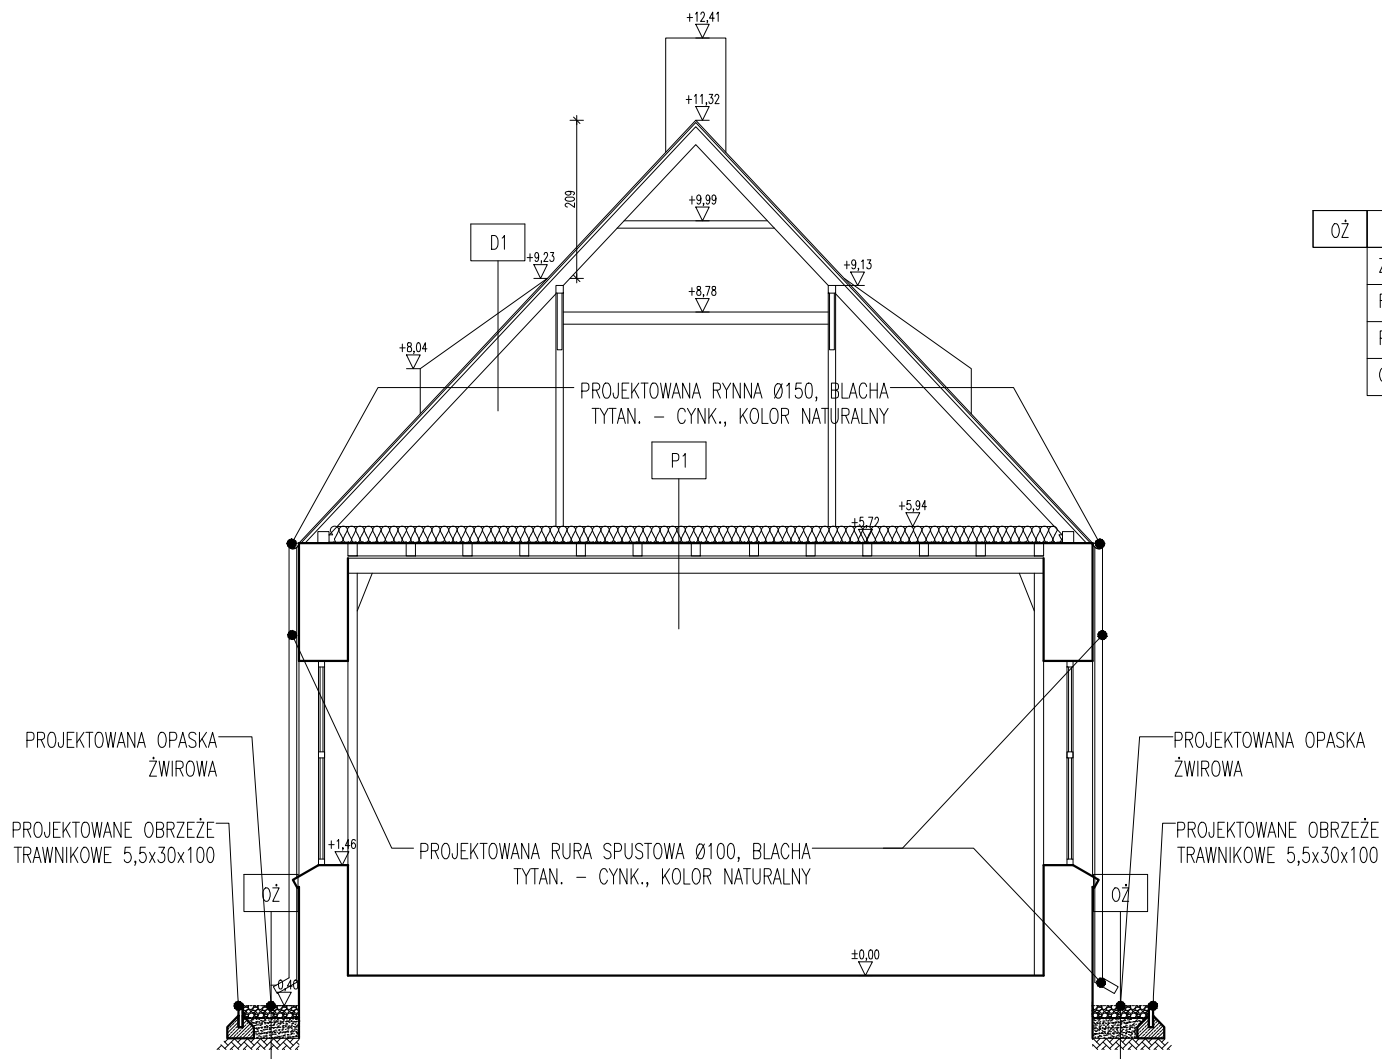 +12,41
+11,32
209
+9,99
D1
OŻ
+9,23
+9,13
+8,78
+8,04
PROJEKTOWANA RYNNA Ø150, BLACHA
TYTAN. – CYNK., KOLOR NATURALNY
P1
+5,94
+5,72
PROJEKTOWANA OPASKA
ŻWIROWA
PROJEKTOWANA OPASKA
ŻWIROWA
PROJEKTOWANE OBRZEŻE
TRAWNIKOWE 5,5x30x100
+1,46
PROJEKTOWANA RURA SPUSTOWA Ø100, BLACHA
TYTAN. – CYNK., KOLOR NATURALNY
PROJEKTOWANE OBRZEŻE
TRAWNIKOWE 5,5x30x100
OŻ
OŻ
±0,00
-0,40